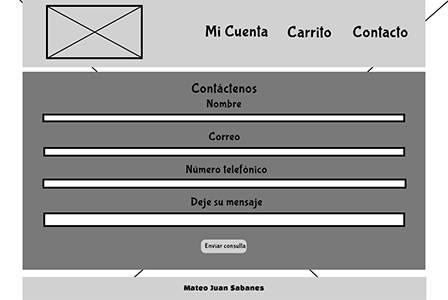 Mi Cuenta Carrito Contacto
Contáctenos
Nombre
Correo
Número telefónico
Deje su mensaje
Enviar consulta
Mateo Juan Sabanes